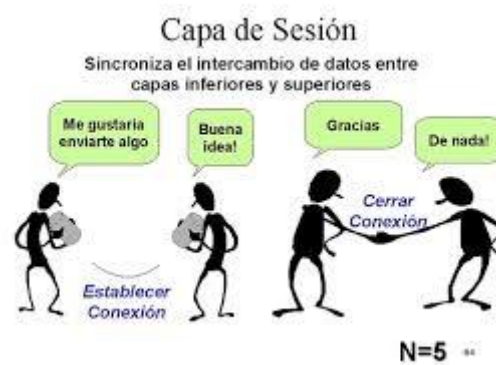 Capa de Sesión
Sincroniza el intercambio de datos entre
capas inferiores y superiores
Me gustaria
enviarte algo
Buena
idea!
Gracias
De nada!
Establecer
Conexión
Cerrar
Conexión
N=5